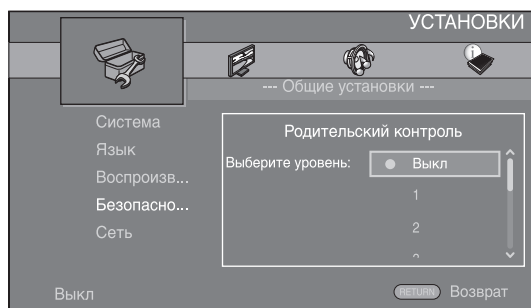 УСТАНОВКИ
--- Общие установки ---
Система
Язык
Воспроизв...
Безопасно...
Сеть
Родительский контроль
Выберите уровень:
Выкл
1
2
Выкл
RETURN Возврат